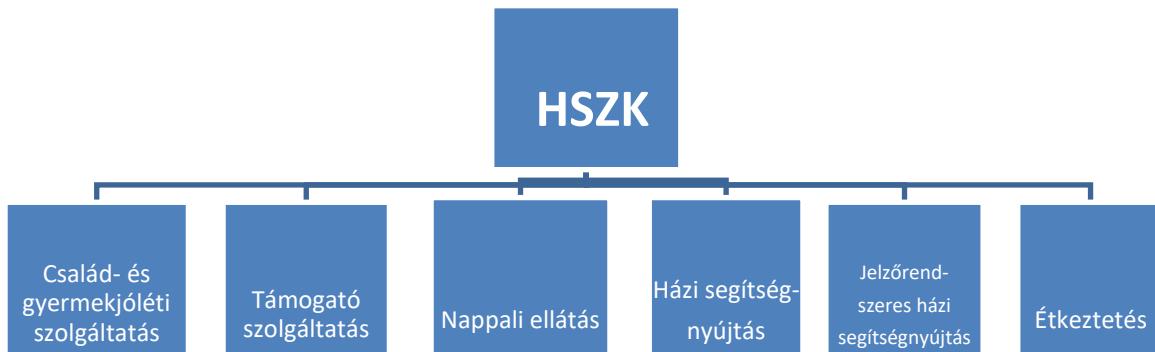 HSZK
Család- és
gyermekjóléti
szolgáltatás
Támogató
szolgáltatás
Nappali ellátás
Házi segítség-
nyújtás
Jelzőrend-
szeres házi
segítségnyújtás
Étkeztetés